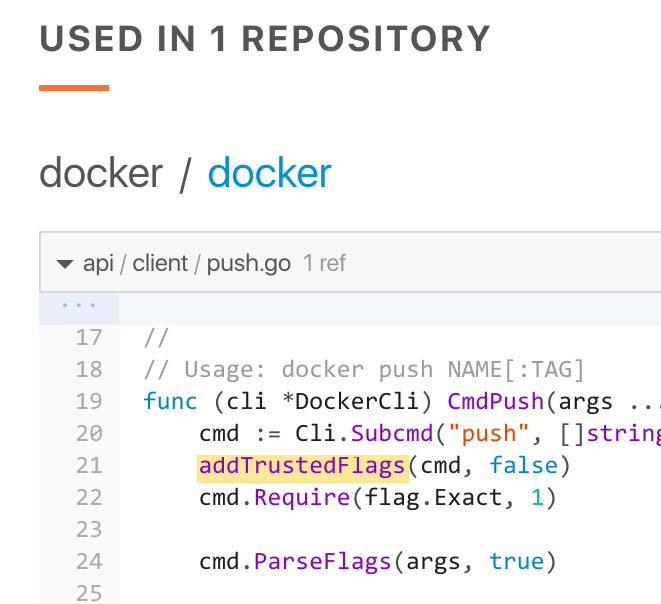 USED IN 1 REPOSITORY
docker / docker
api / client / push.go 1 ref
...
17 //
18 // Usage: docker push NAME[:TAG]
19 func (cli *DockerCli) CmdPush(args ...
20 cmd := Cli.Subcmd("push", []string
21 addTrustedFlags(cmd, false)
22 cmd.Require(flag.Exact, 1)
23
24 cmd.ParseFlags(args, true)
25